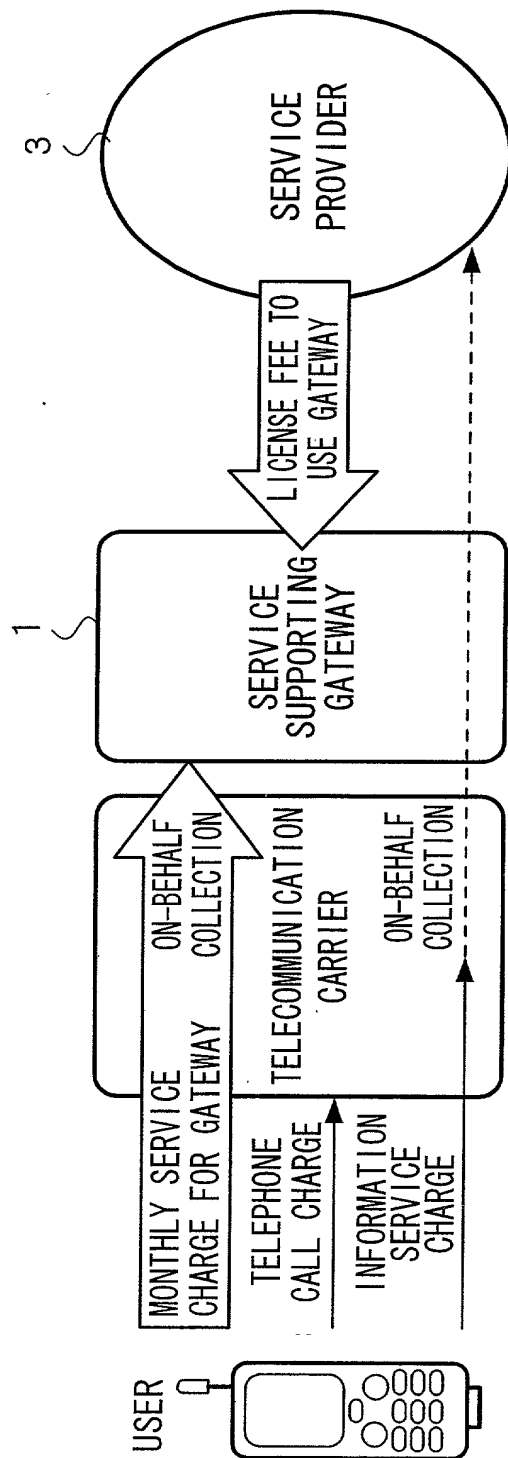 USER
MONTHLY SERVICE
CHARGE FOR GATEWAY
ON-BEHALF
COLLECTION
TELEPHONE
CALL CHARGE
TELECOMMUNICATION
CARRIER
INFORMATION
SERVICE
CHARGE
ON-BEHALF
COLLECTION
1
SERVICE
SUPPORTING
GATEWAY
LICENSE FEE TO
USE GATEWAY
3
SERVICE
PROVIDER